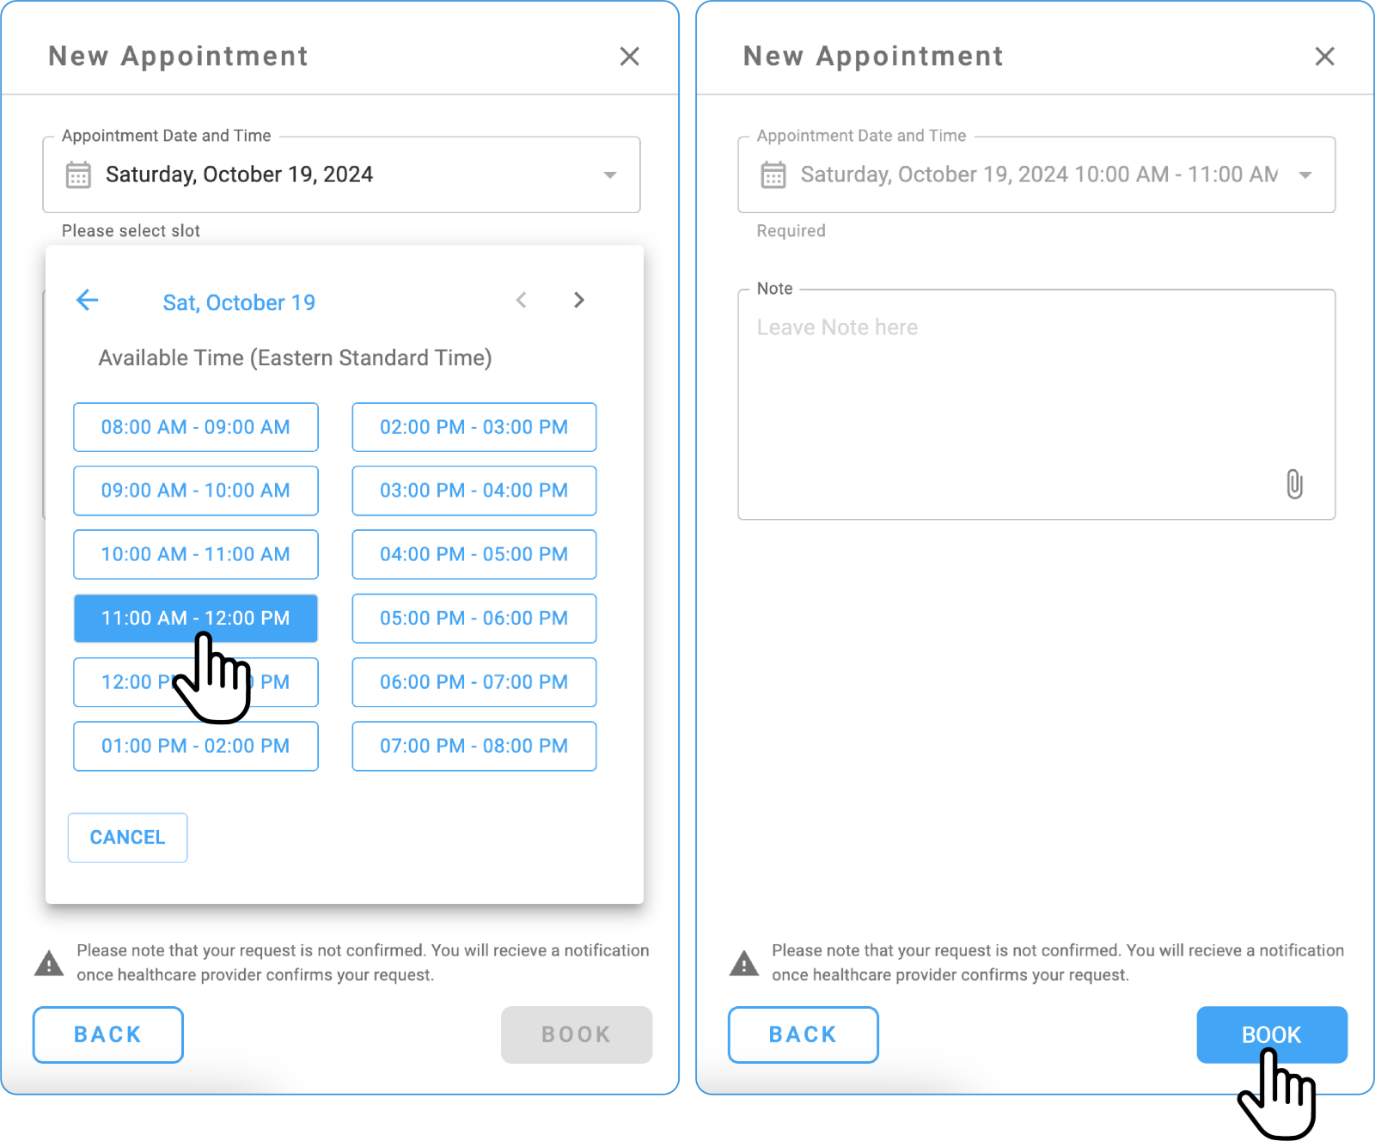 New Appointment
Appointment Date and Time
Saturday, October 19, 2024
Please select slot
Sat, October 19
Available Time (Eastern Standard Time)
08:00 AM - 09:00 AM
02:00 PM - 03:00 PM
09:00 AM - 10:00 AM
03:00 PM - 04:00 PM
10:00 AM - 11:00 AM
04:00 PM - 05:00 PM
11:00 AM - 12:00 PM
05:00 PM - 06:00 PM
12:00 PM
06:00 PM - 07:00 PM
01:00 PM - 02:00 PM
07:00 PM - 08:00 PM
CANCEL
Please note that your request is not confirmed. You will recieve a notification
once healthcare provider confirms your request.
BACK
BOOK
New Appointment
Appointment Date and Time
Saturday, October 19, 2024 10:00 AM - 11:00 AM
Required
Note
Leave Note here
Please note that your request is not confirmed. You will recieve a notification
once healthcare provider confirms your request.
BACK
BOOK